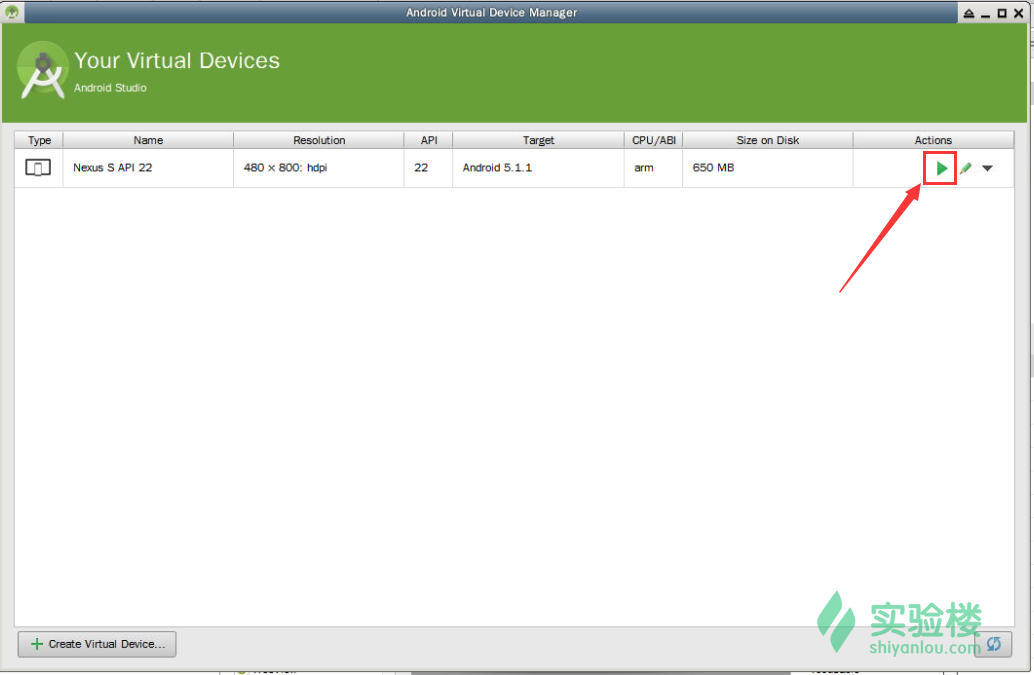 Android Virtual Device Manager
Your Virtual Devices
Android Studio
Type Name Resolution API Target CPU/ABI Size on Disk Actions
Nexus S API 22 480 × 800: hdpi 22 Android 5.1.1 arm 650 MB
实验楼
shiyanlou.com
Create Virtual Device...